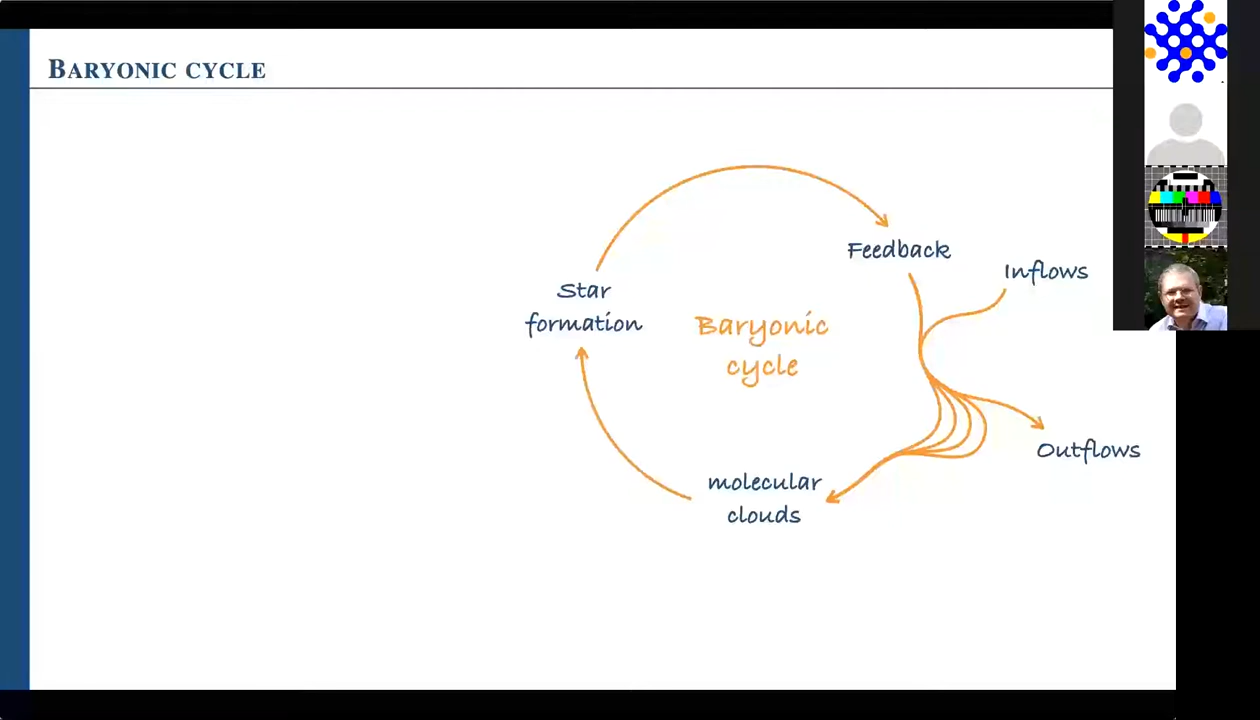 BARYONIC CYCLE
Feedback
Inflows
Star
formation
Baryonic
cycle
Outflows
molecular
clouds